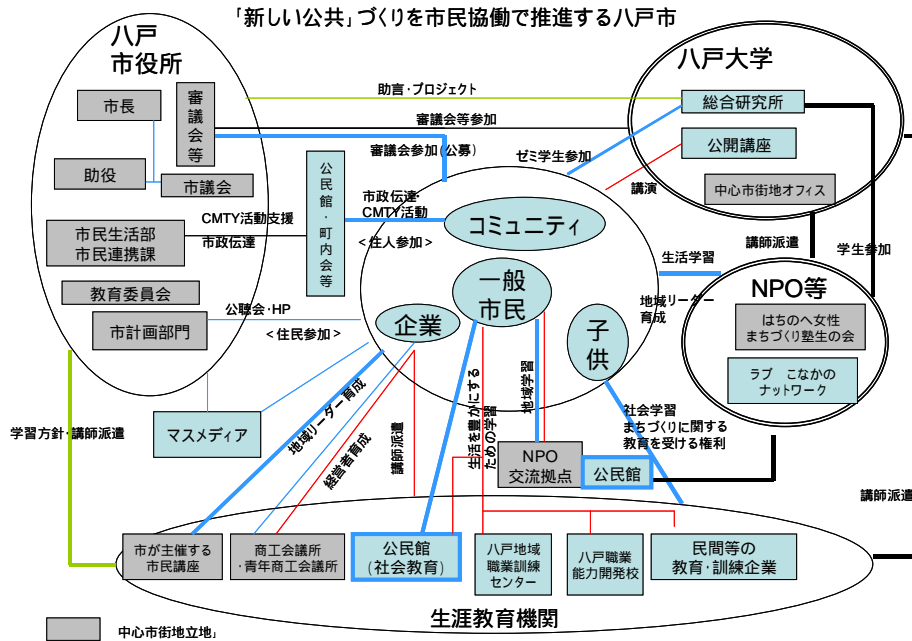 「新しい公共」づくりを市民協働で推進する八戸市
八戸
市役所
市長
審議会等
助役
市議会
市民生活部
市民連携課
教育委員会
市計画部門
公民館・町内会等
CMTY活動支援
市政伝達
公聴会・HP
<住民参加>
市政伝達・
CMTY活動
<住人参加>
助言・プロジェクト
審議会等参加
審議会参加(公募)
ゼミ学生参加
講演
八戸大学
総合研究所
公開講座
中心市街地オフィス
コミュニティ
一般
市民
企業
子供
生活学習
地域リーダー
育成
講師派遣
学生参加
NPO等
はちのへ女性
まちづくり塾生の会
ラブ こなかの
ネットワーク
マスメディア
学習方針・講師派遣
地域リーダー育成
経営者育成
講師派遣
生活を豊かにする
ための学習
地域学習
社会学習
まちづくりに関する
教育を受ける権利
NPO
交流拠点
公民館
講師派遣
市が主催する
市民講座
商工会議所
・青年商工会議所
公民館
(社会教育)
八戸地域
職業訓練
センター
八戸職業
能力開発校
民間等の
教育・訓練企業
生涯教育機関
中心市街地立地」